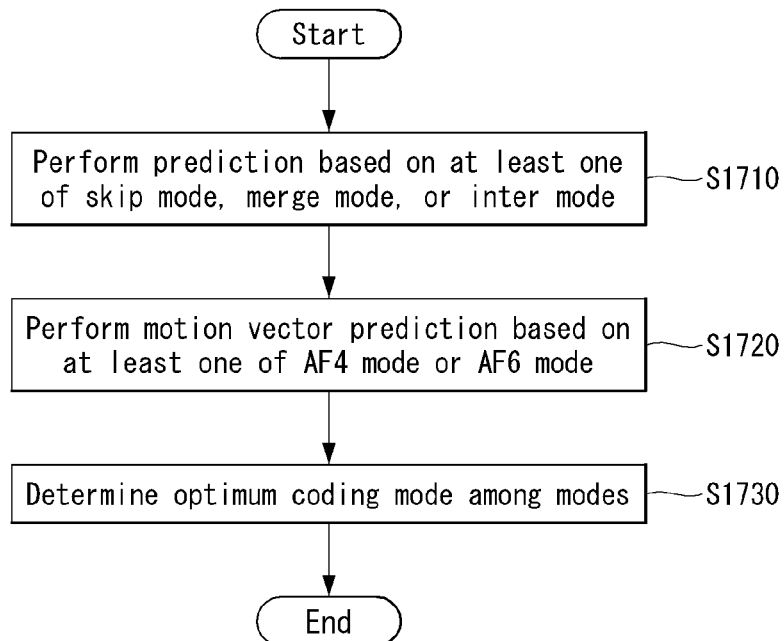 Start
Perform prediction based on at least one
of skip mode, merge mode, or inter mode
S1710
Perform motion vector prediction based on
at least one of AF4 mode or AF6 mode
S1720
Determine optimum coding mode among modes
S1730
End